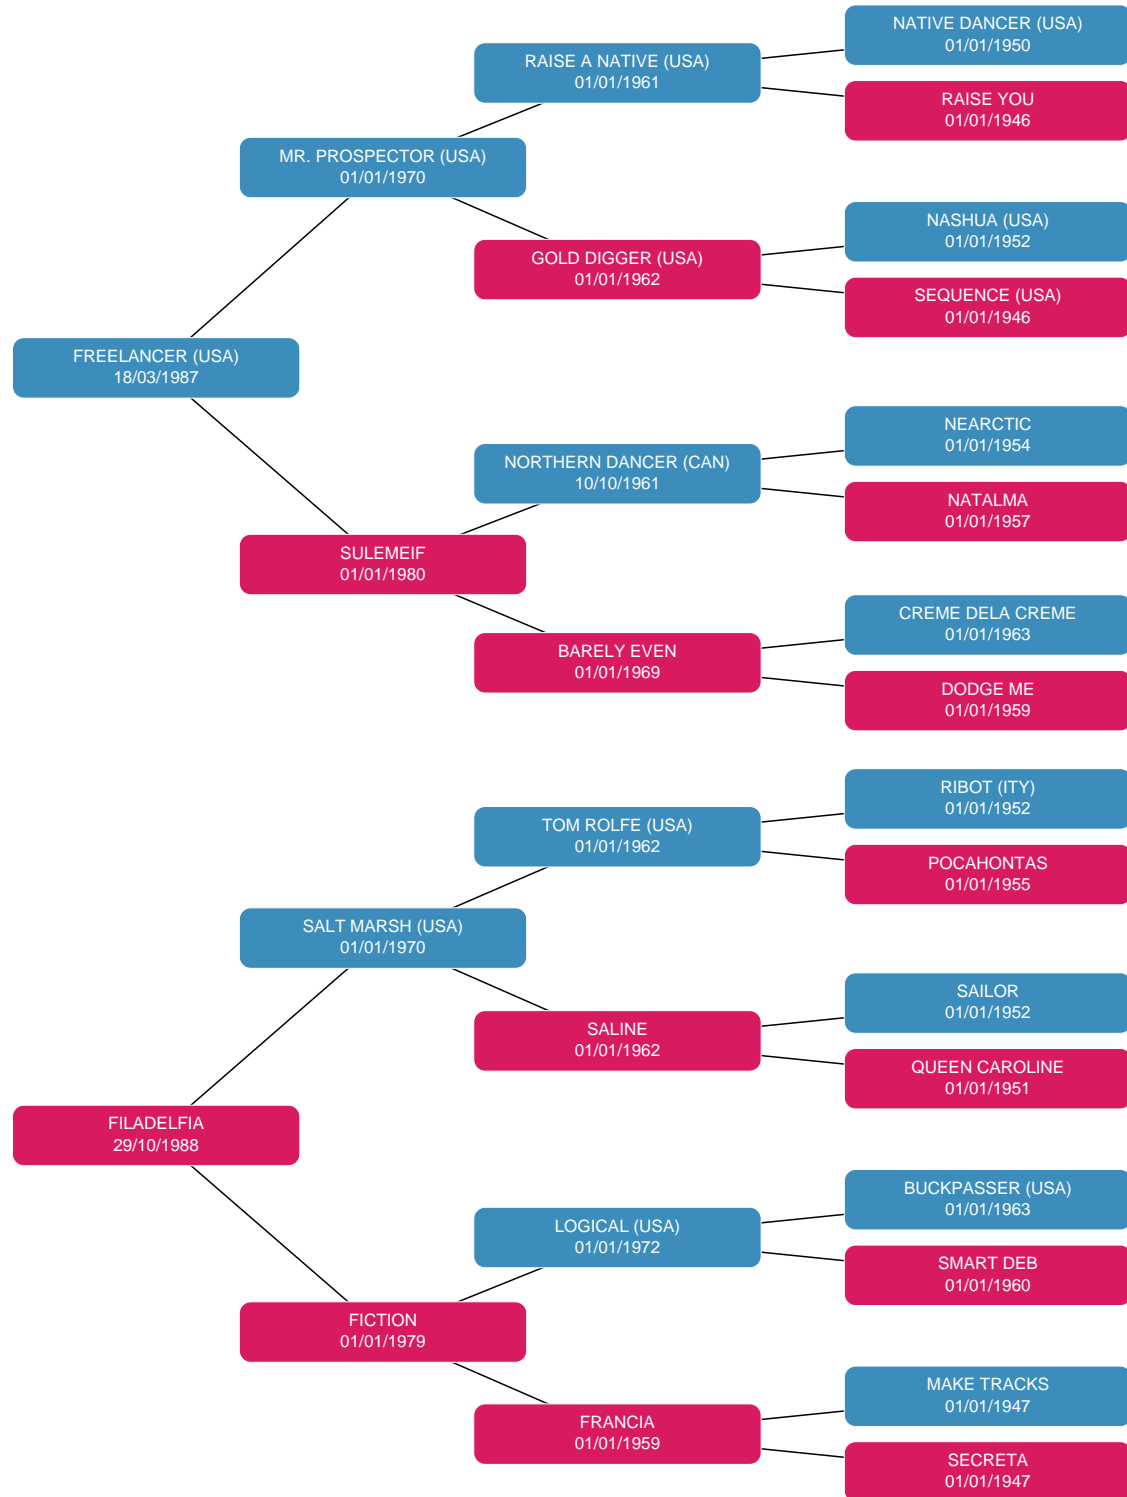 NATIVE DANCER (USA)
01/01/1950
RAISE A NATIVE (USA)
01/01/1961
RAISE YOU
01/01/1946
MR. PROSPECTOR (USA)
01/01/1970
NASHUA (USA)
01/01/1952
GOLD DIGGER (USA)
01/01/1962
SEQUENCE (USA)
01/01/1946
FREELANCER (USA)
18/03/1987
NEARCTIC
01/01/1954
NORTHERN DANCER (CAN)
10/10/1961
NATALMA
01/01/1957
SULEMEIF
01/01/1980
CREME DELA CREME
01/01/1963
BARELY EVEN
01/01/1969
DODGE ME
01/01/1959
RIBOT (ITY)
01/01/1952
TOM ROLFE (USA)
01/01/1962
POCAHONTAS
01/01/1955
SALT MARSH (USA)
01/01/1970
SAILOR
01/01/1952
SALINE
01/01/1962
QUEEN CAROLINE
01/01/1951
FILADELFIA
29/10/1988
BUCKPASSER (USA)
01/01/1963
LOGICAL (USA)
01/01/1972
SMART DEB
01/01/1960
FICTION
01/01/1979
MAKE TRACKS
01/01/1947
FRANCIA
01/01/1959
SECRETA
01/01/1947